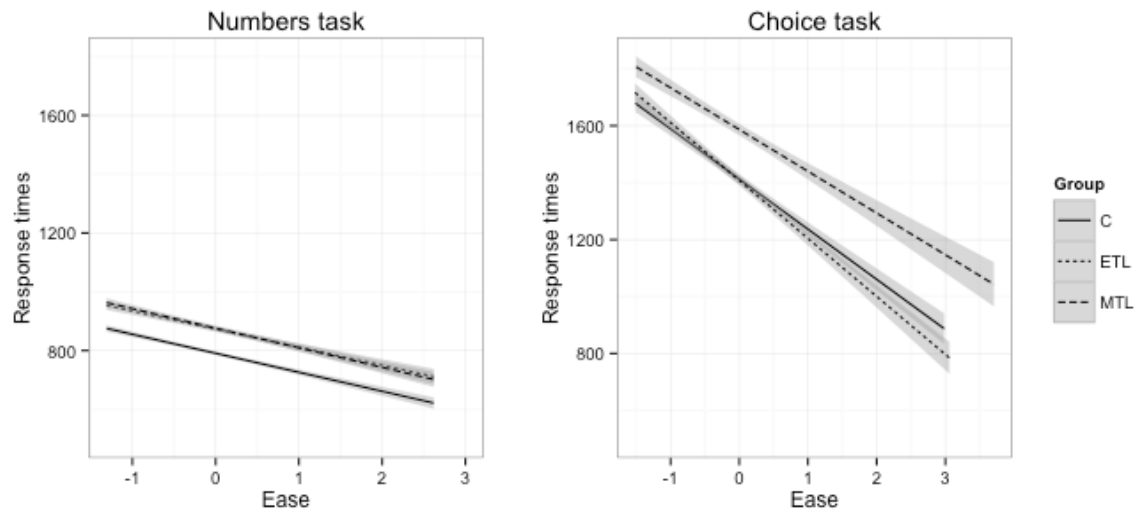 Numbers task
Response times
1600
1200
800
-1 0 1 2 3
Ease
Choice task
Response times
1600
1200
800
-1 0 1 2 3
Ease
Group
C
ETL
MTL